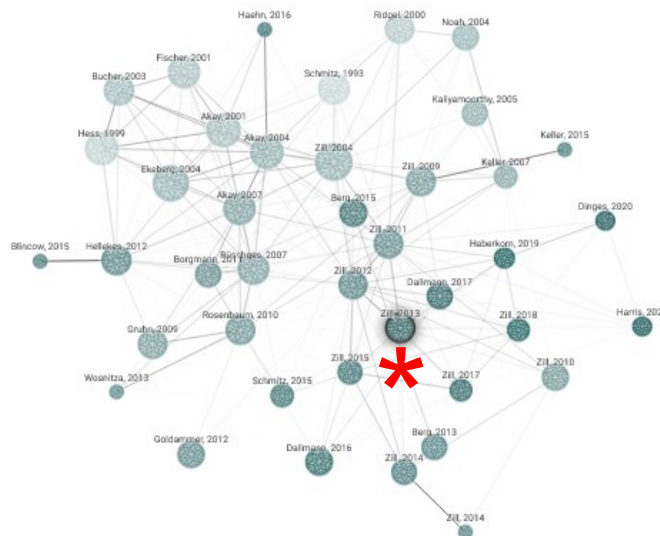 Haehn, 2016
Ridgel, 2000
Noah, 2004
Fischer, 2001
Bucher, 2003
Schmitz, 1993
Kaliyamoorthy, 2005
Akay, 2001
Hess, 1999
Akay, 2004
Zill, 2004
Keller, 2015
Zill, 2009
Keller, 2007
Ekeberg, 2004
Akay, 2007
Berg, 2015
Dinges, 2020
Zill, 2011
Blincow, 2015
Hellekes, 2012
Borgmann, 2011
Büschges, 2007
Haberkorn, 2019
Zill, 2012
Dallmann, 2017
Rosenbaum, 2010
Zill, 2013
Zill, 2018
Harris, 202
Gruhn, 2009
Zill, 2015
Zill, 2010
Wosnitza, 2013
Schmitz, 2015
Zill, 2017
Goldammer, 2012
Dallmann, 2016
Berg, 2013
Zill, 2014
Zill, 2014